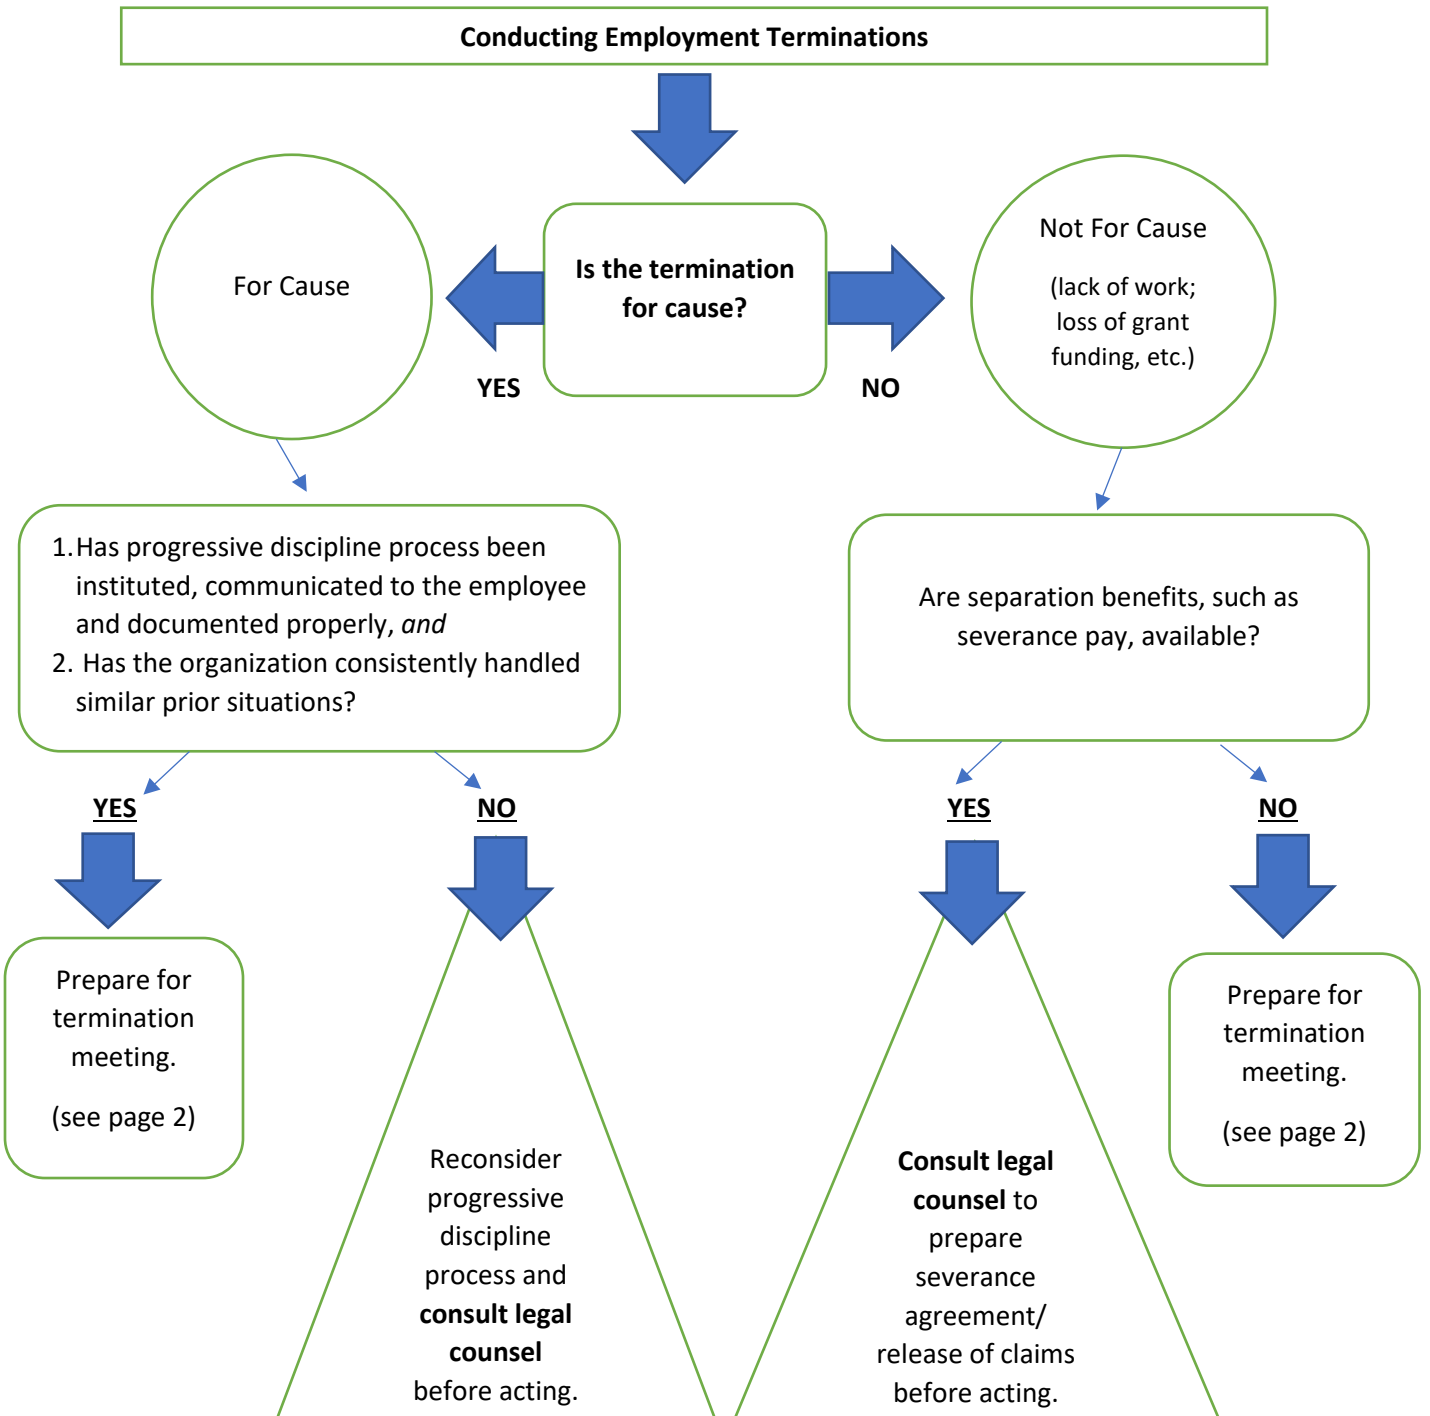 Conducting Employment Terminations
For Cause
Is the termination
for cause?
Not For Cause
(lack of work;
loss of grant
funding, etc.)
YES
NO
1.Has progressive discipline process been
instituted, communicated to the employee
and documented properly, and
2. Has the organization consistently handled
similar prior situations?
Are separation benefits, such as
severance pay, available?
YES
NO
YES
NO
Prepare for
termination
meeting.
(see page 2)
Reconsider
progressive
discipline
process and
consult legal
counsel
before acting.
Consult legal
counsel to
prepare
severance
agreement/
release of claims
before acting.
Prepare for
termination
meeting.
(see page 2)